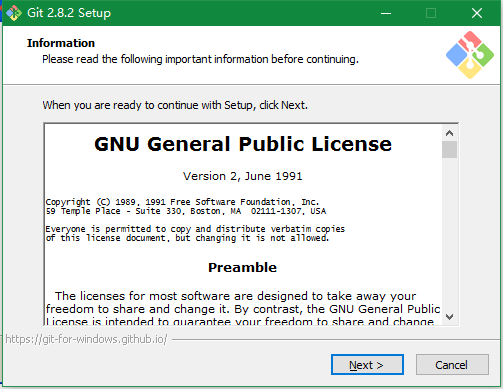 Git 2.8.2 Setup
Information
Please read the following important information before continuing.
When you are ready to continue with Setup, click Next.
GNU General Public License
Version 2, June 1991
Copyright (C) 1989, 1991 Free Software Foundation, Inc.
59 Temple Place - Suite 330, Boston, MA  02111-1307, USA
Everyone is permitted to copy and distribute verbatim copies
of this license document, but changing it is not allowed.
Preamble
The licenses for most software are designed to take away your
freedom to share and change it. By contrast, the GNU General Public
License is intended to guarantee your freedom to share and change
https://git-for-windows.github.io/
Next >
Cancel